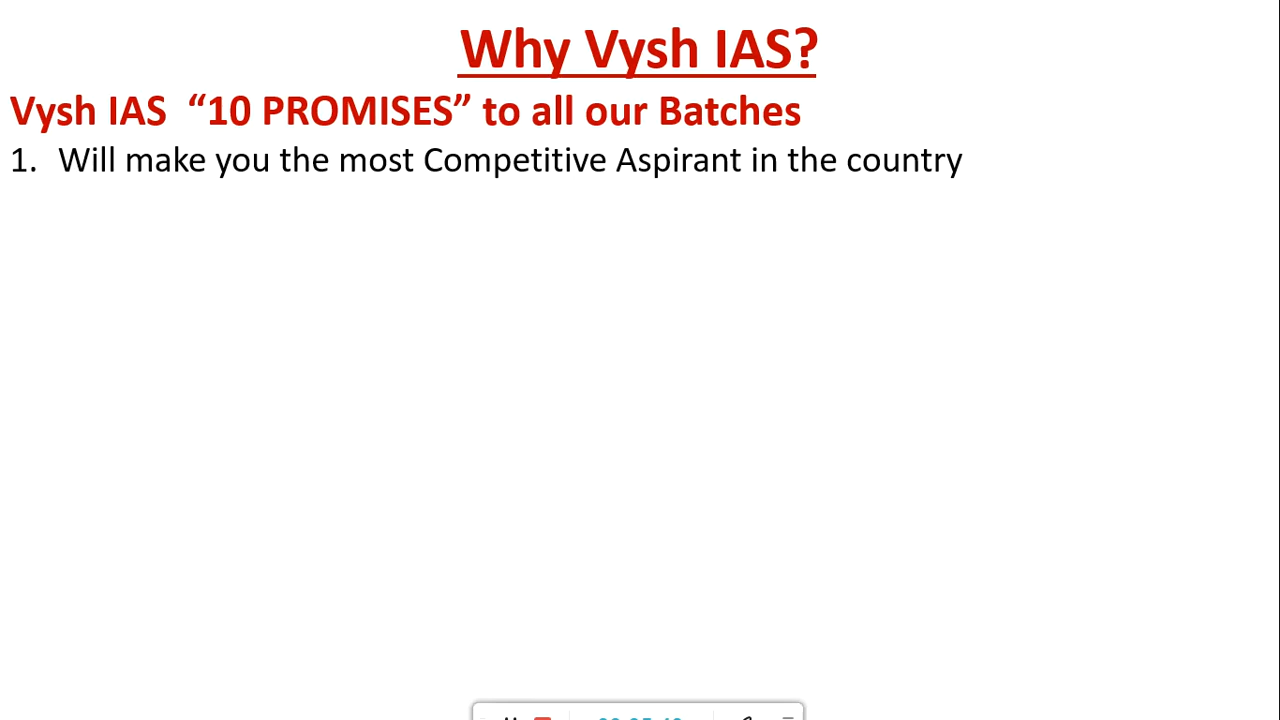 Why Vysh IAS?
Vysh IAS “10 PROMISES” to all our Batches
1. Will make you the most Competitive Aspirant in the country